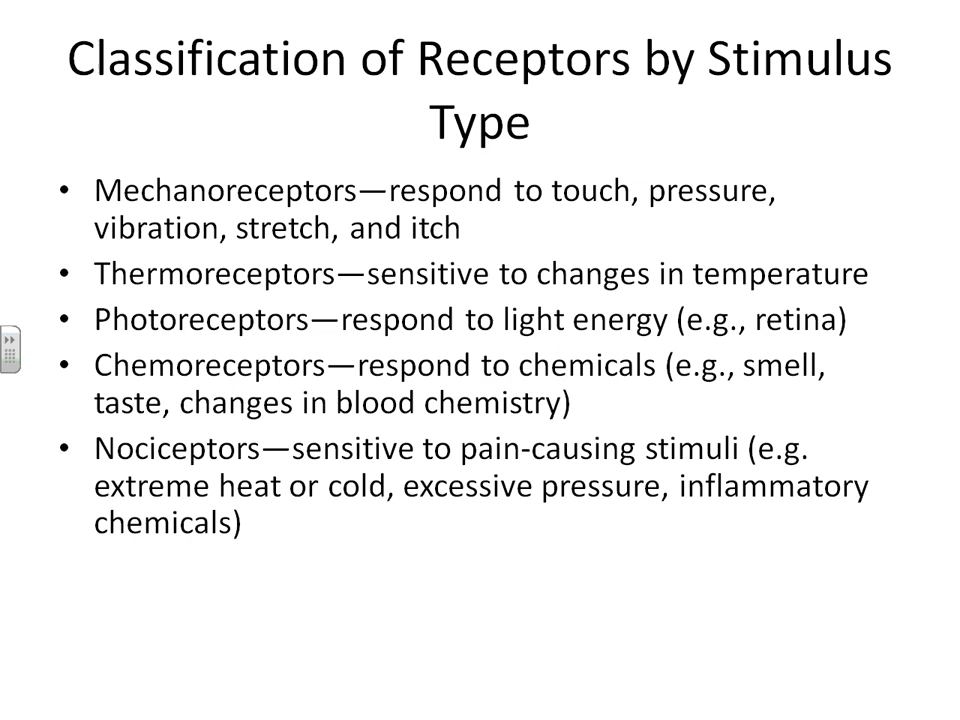 Classification of Receptors by Stimulus
Type
• Mechanoreceptors—respond to touch, pressure,
vibration, stretch, and itch
• Thermoreceptors—sensitive to changes in temperature
• Photoreceptors—respond to light energy (e.g., retina)
• Chemoreceptors—respond to chemicals (e.g., smell,
taste, changes in blood chemistry)
• Nociceptors—sensitive to pain-causing stimuli (e.g.
extreme heat or cold, excessive pressure, inflammatory
chemicals)